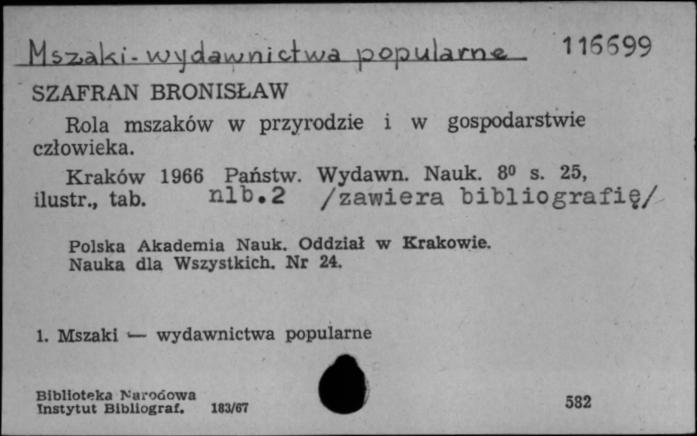 Mszaki - wydawnictwa popularne 116699
SZAFRAN BRONISŁAW
Rola mszaków w przyrodzie i w gospodarstwie
człowieka.
Kraków 1966 Państw. Wydawn. Nauk. 8⁰ s. 25,
ilustr., tab. nlb.2 /zawiera bibliografię/
Polska Akademia Nauk. Oddział w Krakowie.
Nauka dla Wszystkich. Nr 24.
1. Mszaki — wydawnictwa popularne
Biblioteka Narodowa
Instytut Bibliograf. 183/67 582